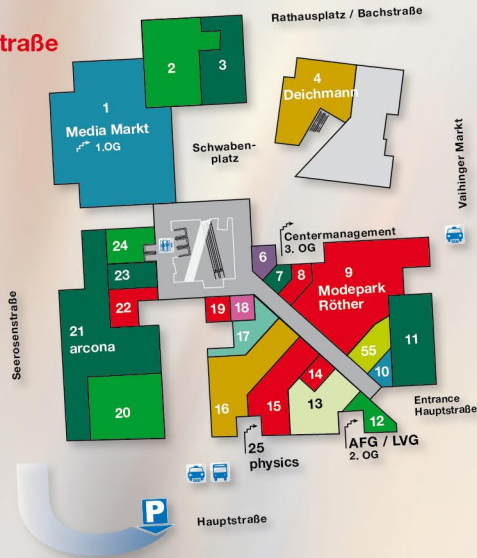 Rathausplatz / Bachstraße
traße
2
3
4
Deichmann
1
Media Markt
1.OG
Schwaben-
platz
Vaihinger Markt
Centermanagement
3. OG
24
6
7
8
9
Modepark
Röther
23
22
19
18
21
arcona
17
55
11
Seerosenstraße
14
10
20
16
15
13
12
Entrance
Hauptstraße
25
physics
AFG / LVG
2. OG
P
Hauptstraße